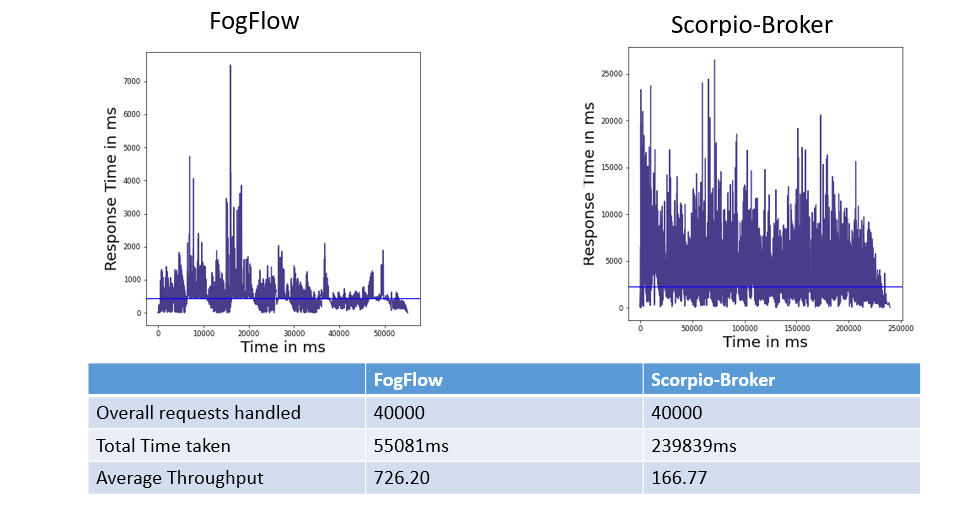 FogFlow
Scorpio-Broker
Response Time in ms
7000
6000
5000
4000
3000
2000
1000
0
0 10000 20000 30000 40000 50000
Time in ms
Response Time in ms
25000
20000
15000
10000
5000
0
0 50000 100000 150000 200000 250000
Time in ms
FogFlow Scorpio-Broker
Overall requests handled 40000 40000
Total Time taken 55081ms 239839ms
Average Throughput 726.20 166.77